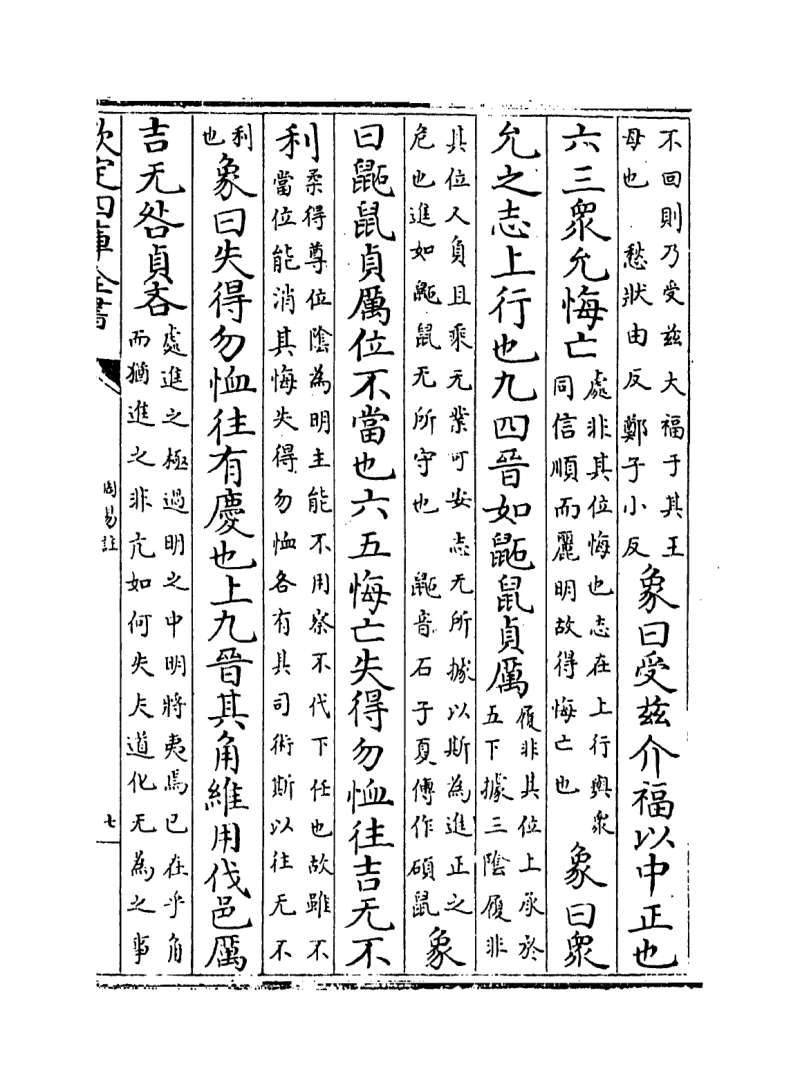 不回則乃受茲大福于其王
母也　愁狀由反鄭子小反
象曰受茲介福以中正也
六三衆允悔亡
處非其位悔也志在上行與衆
同信順而麗明故得悔亡也
象曰衆
允之志上行也九四晉如鼫鼠貞厲
履非其位上承於
五下據三陰履非
其位又負且乘无業可安志无所據以斯為進正之
危也進如鼫鼠无所守也　鼫音石子夏傳作碩鼠
象
曰鼫鼠貞厲位不當也六五悔亡失得勿恤往吉无不
利
柔得尊位陰為明主能不用察不代下任也故雖不
當位能消其悔失得勿恤各有其司術斯以往无不
利
也
象曰失得勿恤往有慶也上九晉其角維用伐邑厲
吉无咎貞吝
處進之極過明之中明將夷焉已在乎角
而猶進之非亢如何失夫道化无為之事
欽定四庫全書
周易註
七